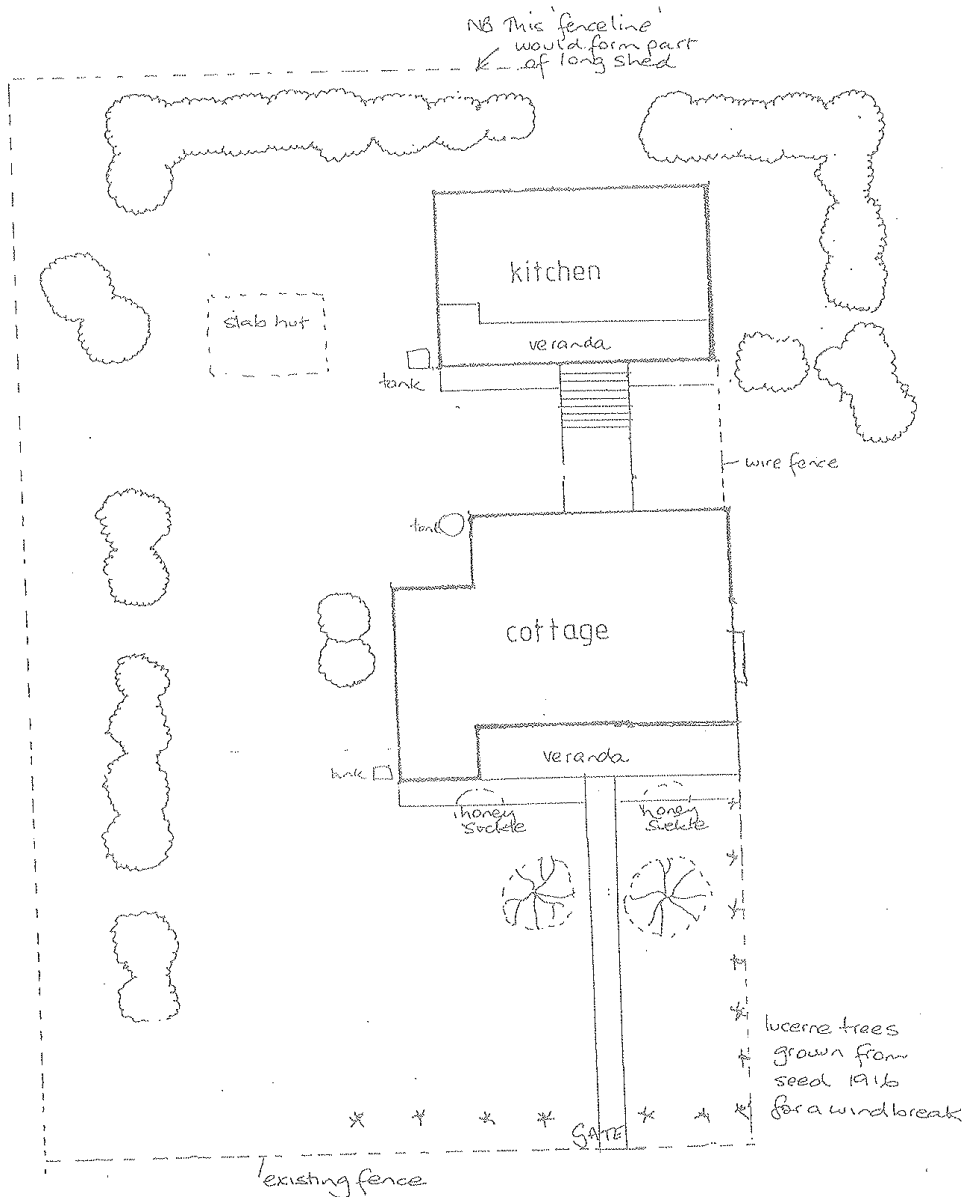 NB This 'fenceline'
would form part
of long shed
kitchen
slab hut
veranda
tank
wire fence
tank
cottage
veranda
tank
honey
suckle
honey
suckle
lucerne trees
grown from
seed 1916
for a windbreak
GATE
existing fence